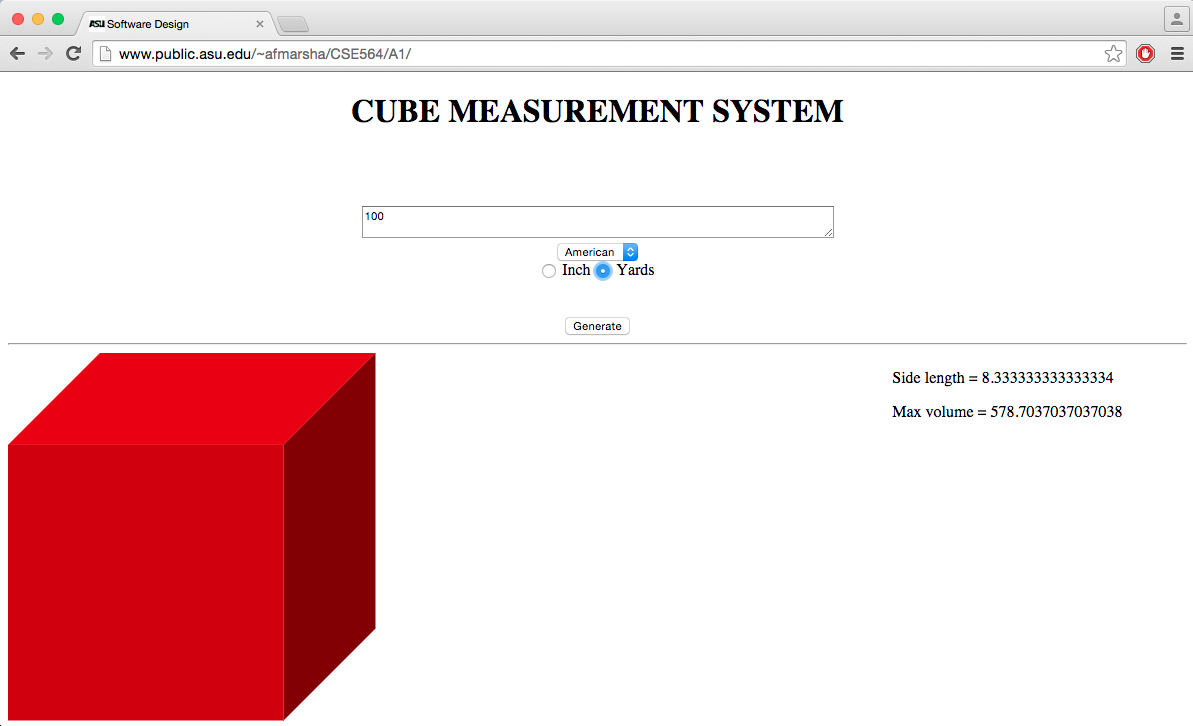 ASU Software Design
www.public.asu.edu/~afmarsha/CSE564/A1/
CUBE MEASUREMENT SYSTEM
100
American
Inch Yards
Generate
Side length = 8.333333333333334
Max volume = 578.7037037037038